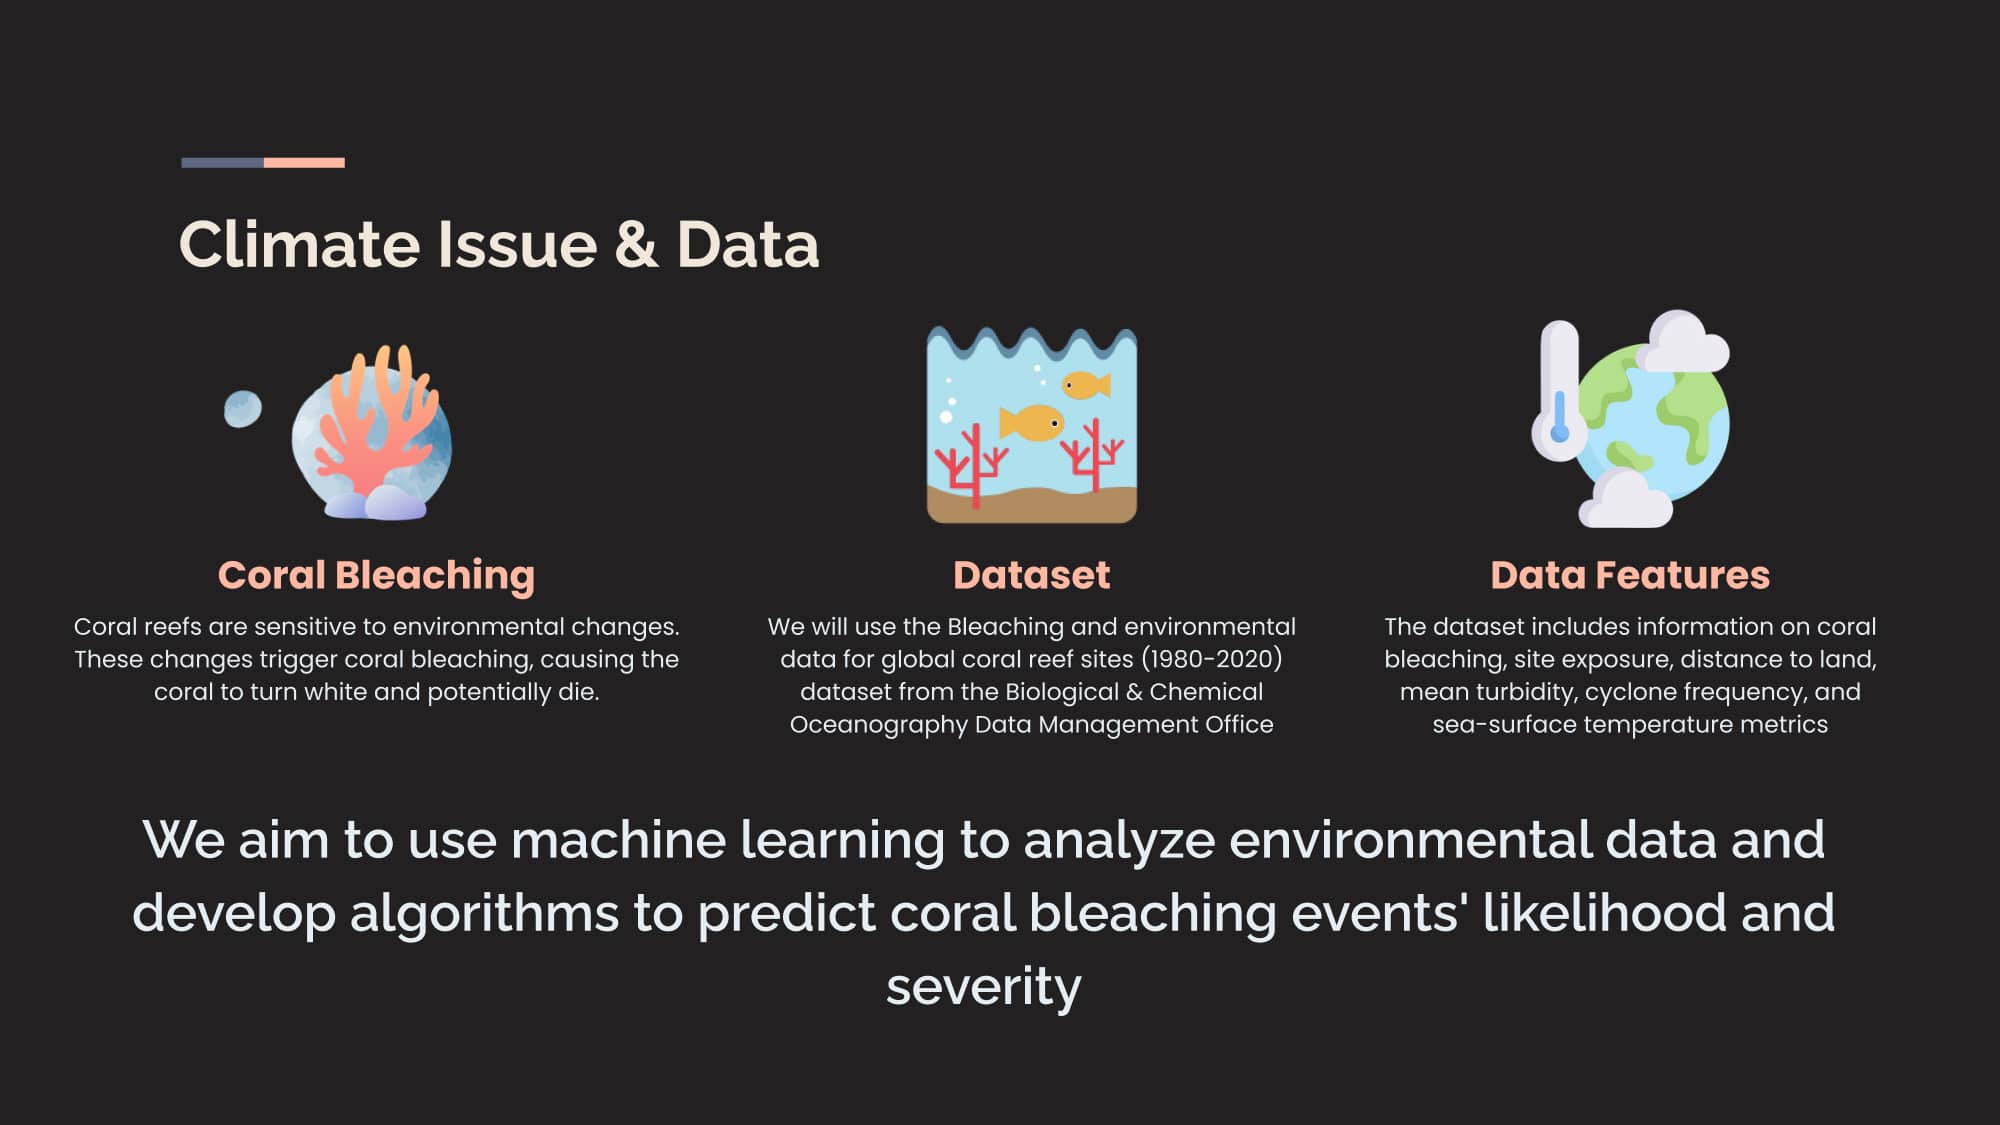 Climate Issue & Data
Coral Bleaching
Coral reefs are sensitive to environmental changes.
These changes trigger coral bleaching, causing the
coral to turn white and potentially die.
Dataset
We will use the Bleaching and environmental
data for global coral reef sites (1980-2020)
dataset from the Biological & Chemical
Oceanography Data Management Office
Data Features
The dataset includes information on coral
bleaching, site exposure, distance to land,
mean turbidity, cyclone frequency, and
sea-surface temperature metrics
We aim to use machine learning to analyze environmental data and
develop algorithms to predict coral bleaching events' likelihood and
severity